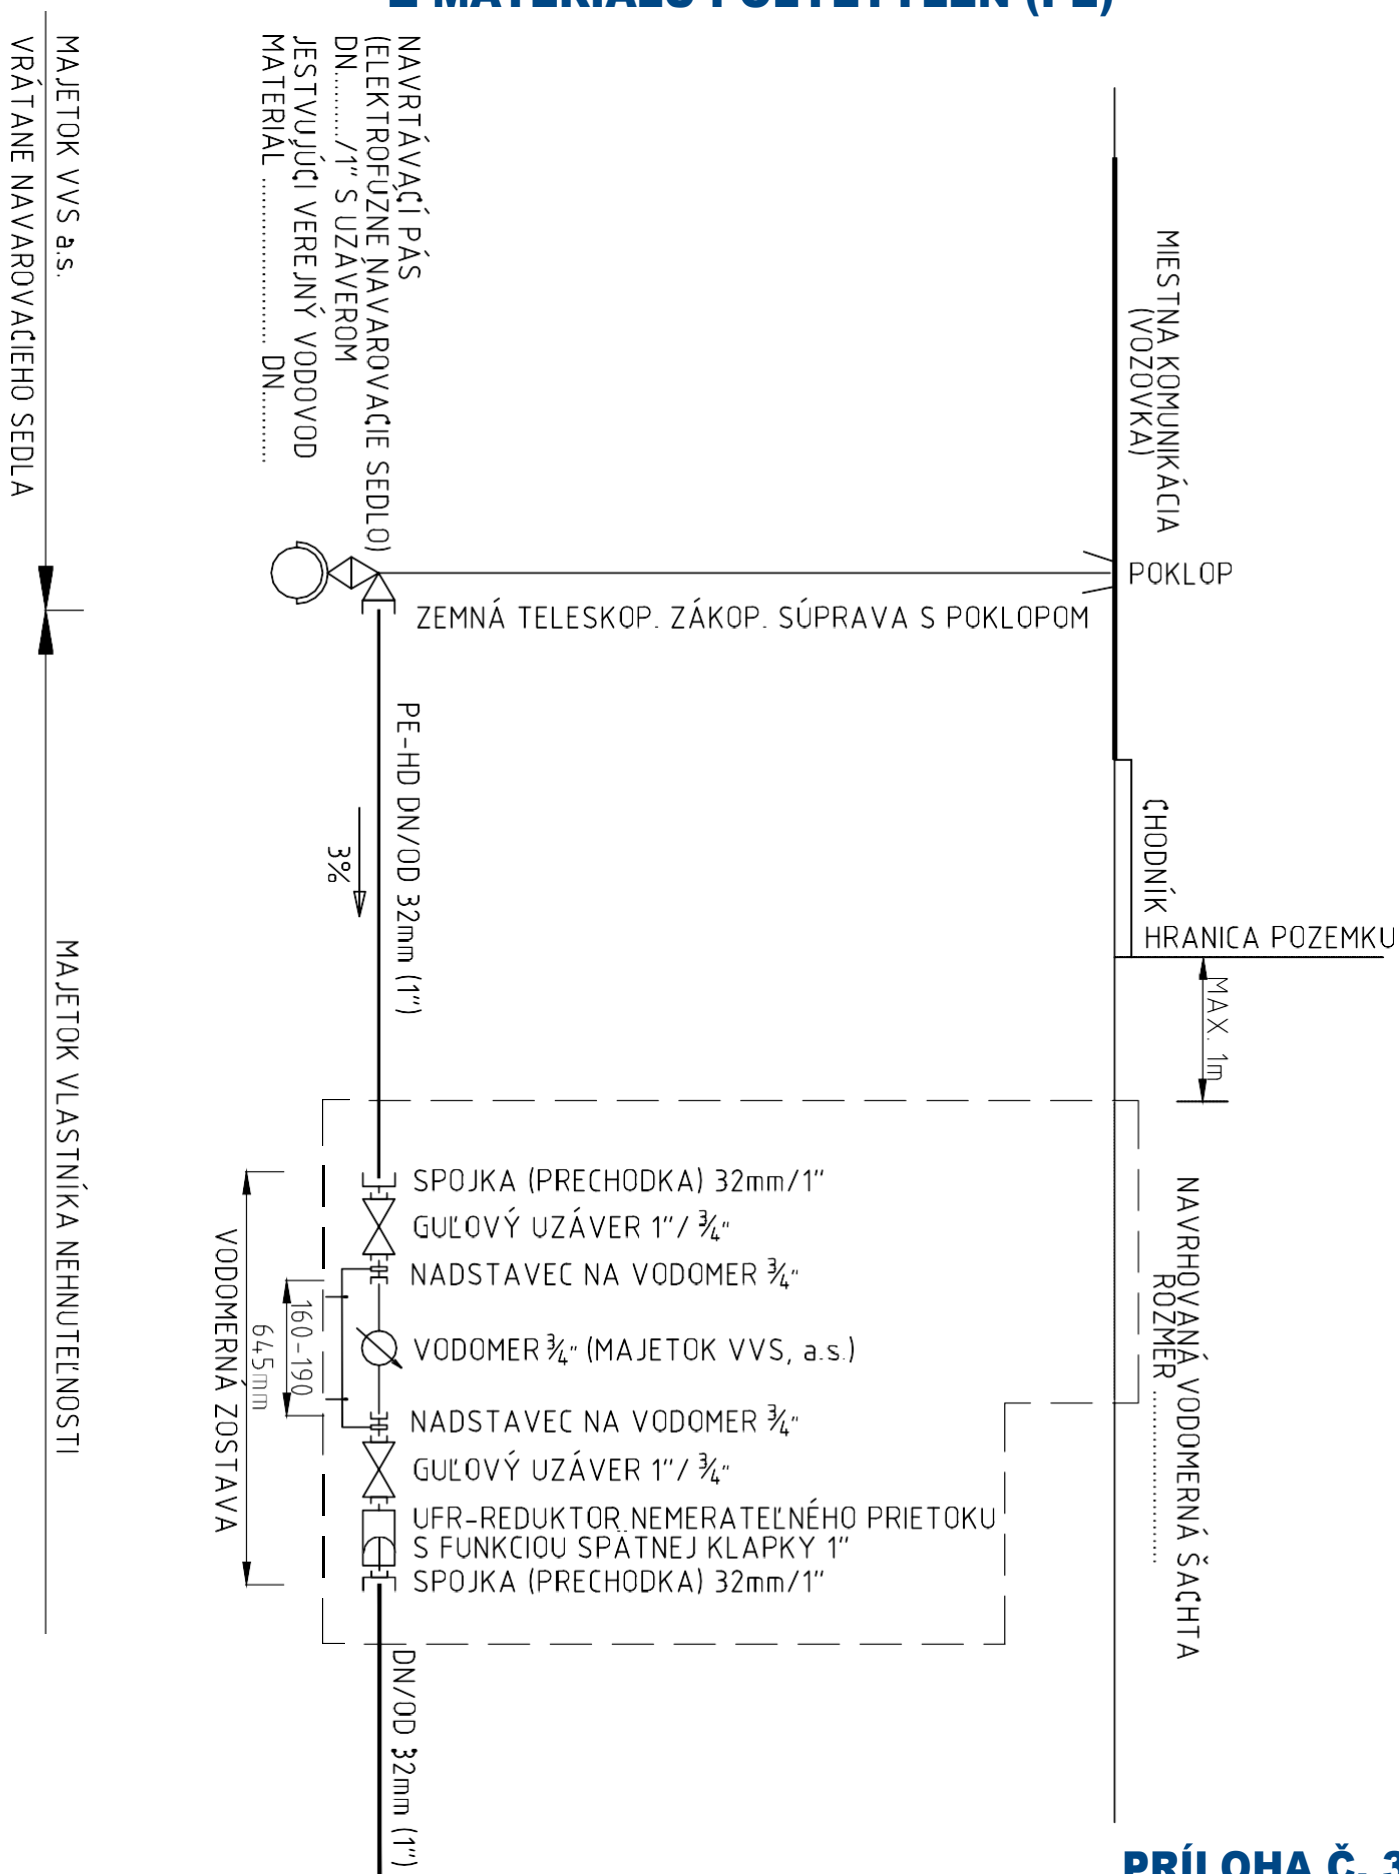 MIESTNA KOMUNIKÁCIA
(VOZOVKA)
POKLOP
CHODNÍK
HRANICA POZEMKU
MAX. 1m
NAVRHOVANÁ VODOMERNÁ ŠACHTA
ROZMER ..............................
NAVRTÁVACÍ PÁS
(ELEKTROFÚZNE NAVAROVACIE SEDLO)
DN........./1" S UZÁVEROM
JESTVUJÚCI VEREJNÝ VODOVOD
MATERIÁL .......................... DN...........
ZEMNÁ TELESKOP. ZÁKOP. SÚPRAVA S POKLOPOM
PE-HD DN/OD 32mm (1")
3%
SPOJKA (PRECHODKA) 32mm/1"
GUĽOVÝ UZÁVER 1"/ ¾"
NADSTAVEC NA VODOMER ¾"
VODOMER ¾" (MAJETOK VVS, a.s.)
NADSTAVEC NA VODOMER ¾"
GUĽOVÝ UZÁVER 1"/ ¾"
UFR-REDUKTOR NEMERATEĽNÉHO PRIETOKU
S FUNKCIOU SPÄTNEJ KLAPKY 1"
SPOJKA (PRECHODKA) 32mm/1"
DN/OD 32mm (1")
160-190
645mm
VODOMERNÁ ZOSTAVA
MAJETOK VVS a.s.
VRÁTANE NAVAROVACIEHO SEDLA
MAJETOK VLASTNÍKA NEHNUTEĽNOSTI
PRÍLOHA Č. 3